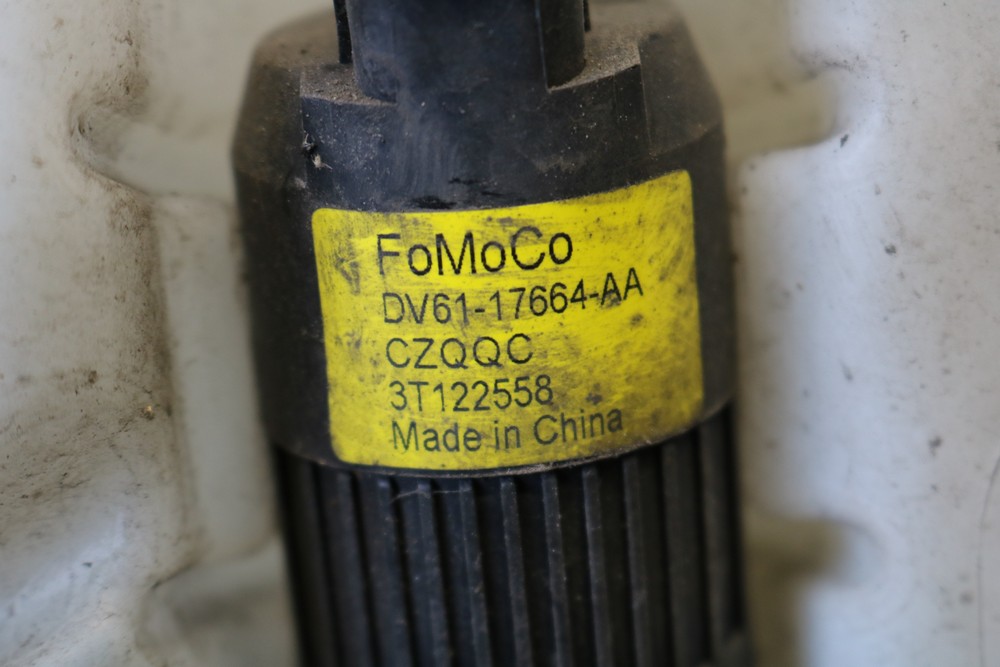 FoMoCo
DV61-17664-AA
CZQQC
3T122558
Made in China